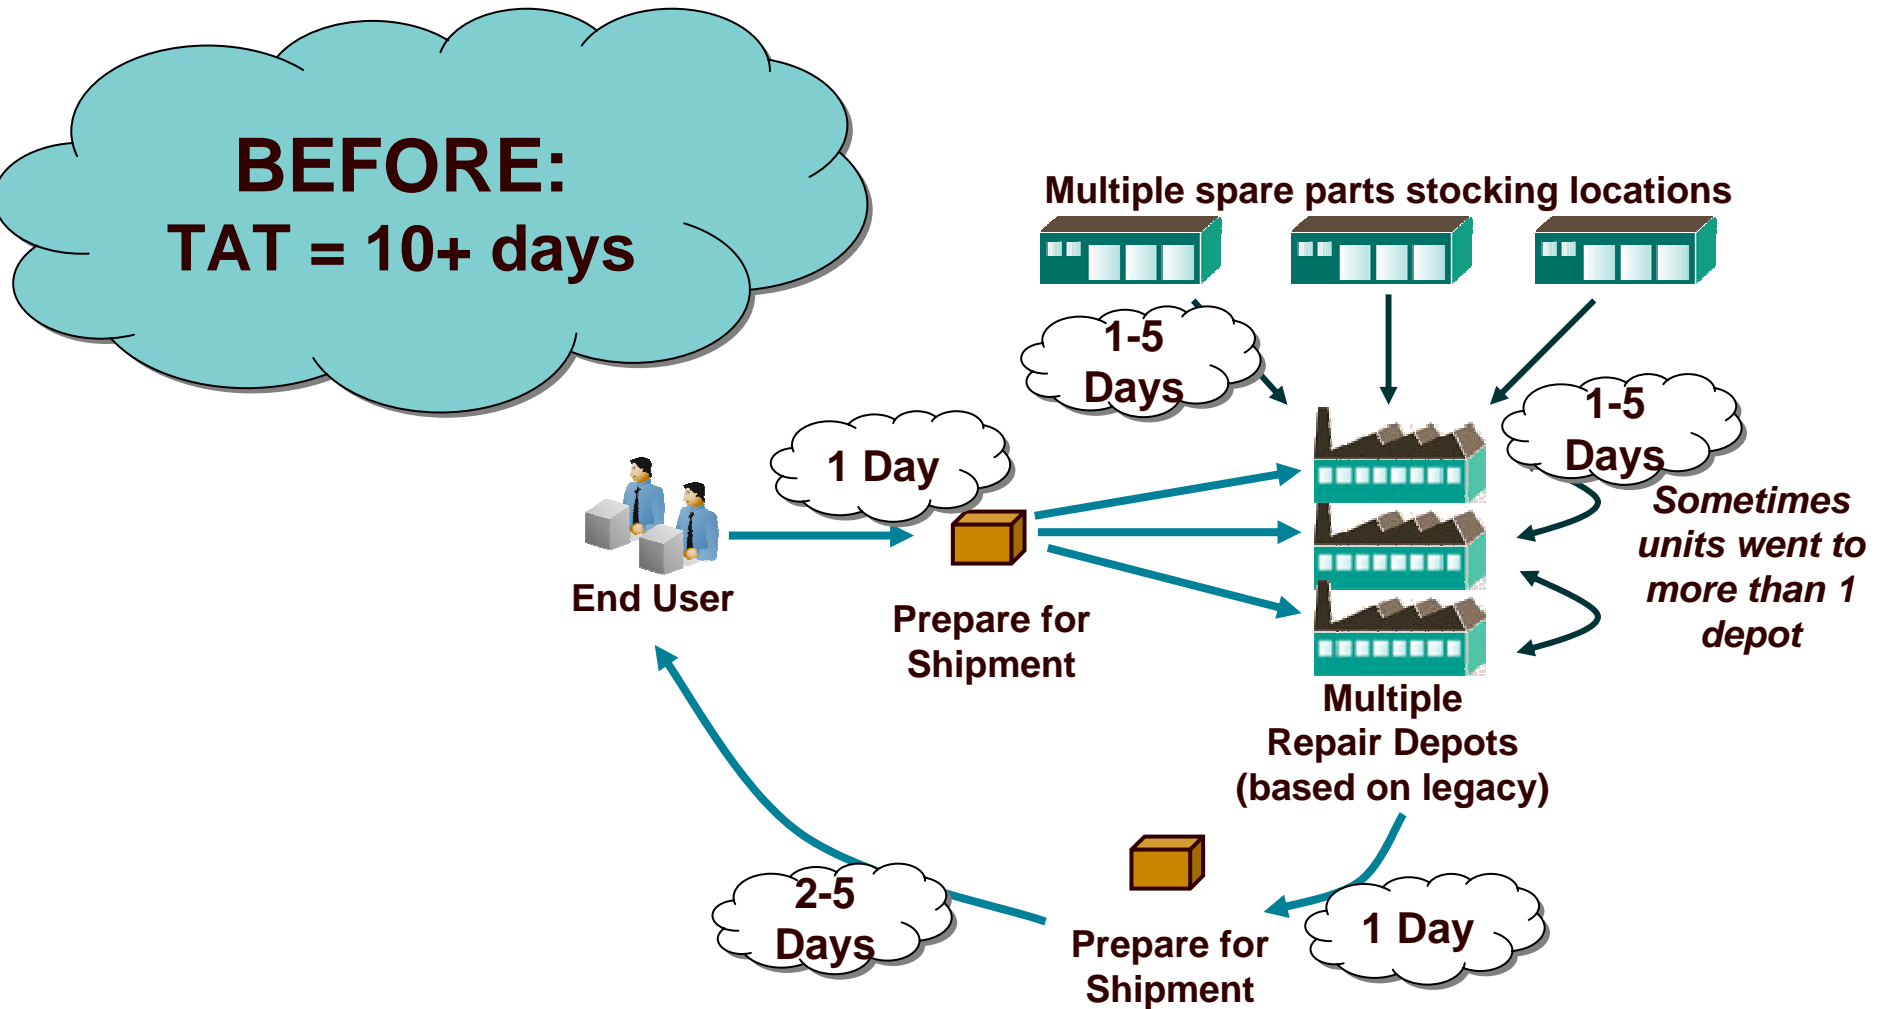 BEFORE:
TAT = 10+ days
Multiple spare parts stocking locations
1-5
Days
1-5
Days
1 Day
Sometimes
units went to
more than 1
depot
End User
Prepare for
Shipment
Multiple
Repair Depots
(based on legacy)
2-5
Days
Prepare for
Shipment
1 Day